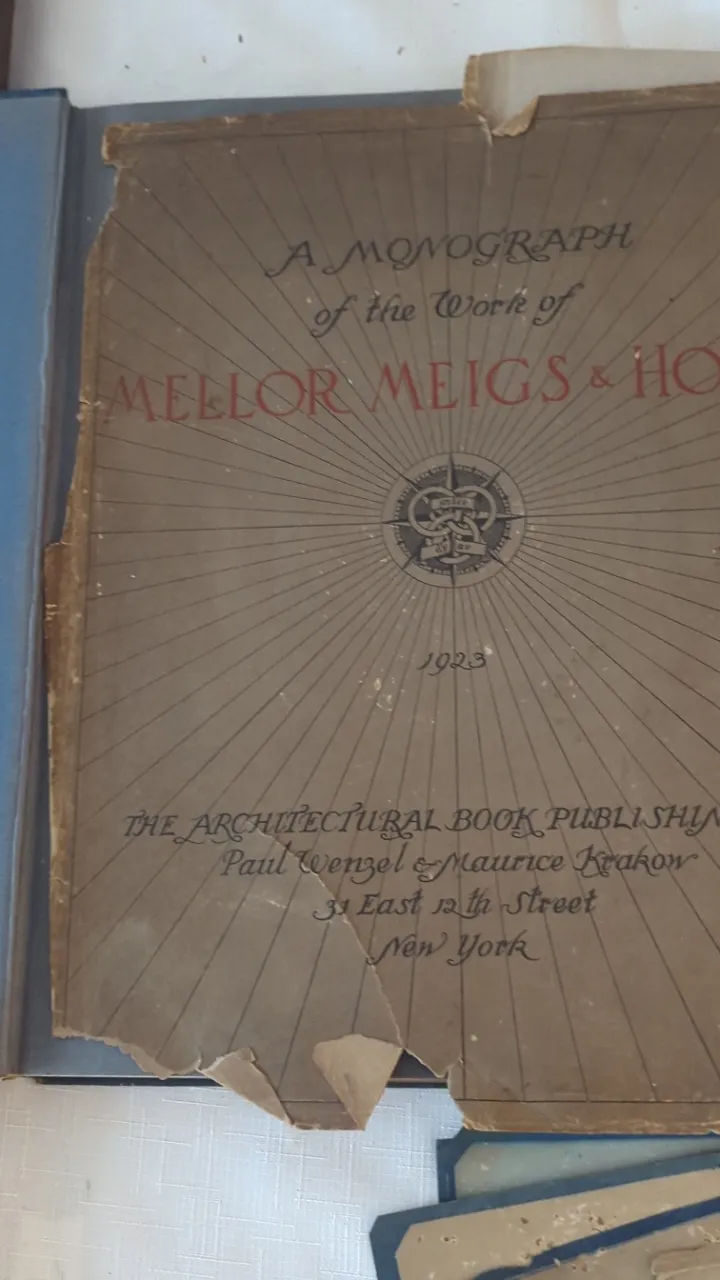 A MONOGRAPH
of the Work of
MELLOR MEIGS & HO
1923
THE ARCHITECTURAL BOOK PUBLISHIN
Paul Wenzel & Maurice Krakow
31 East 12th Street
New York